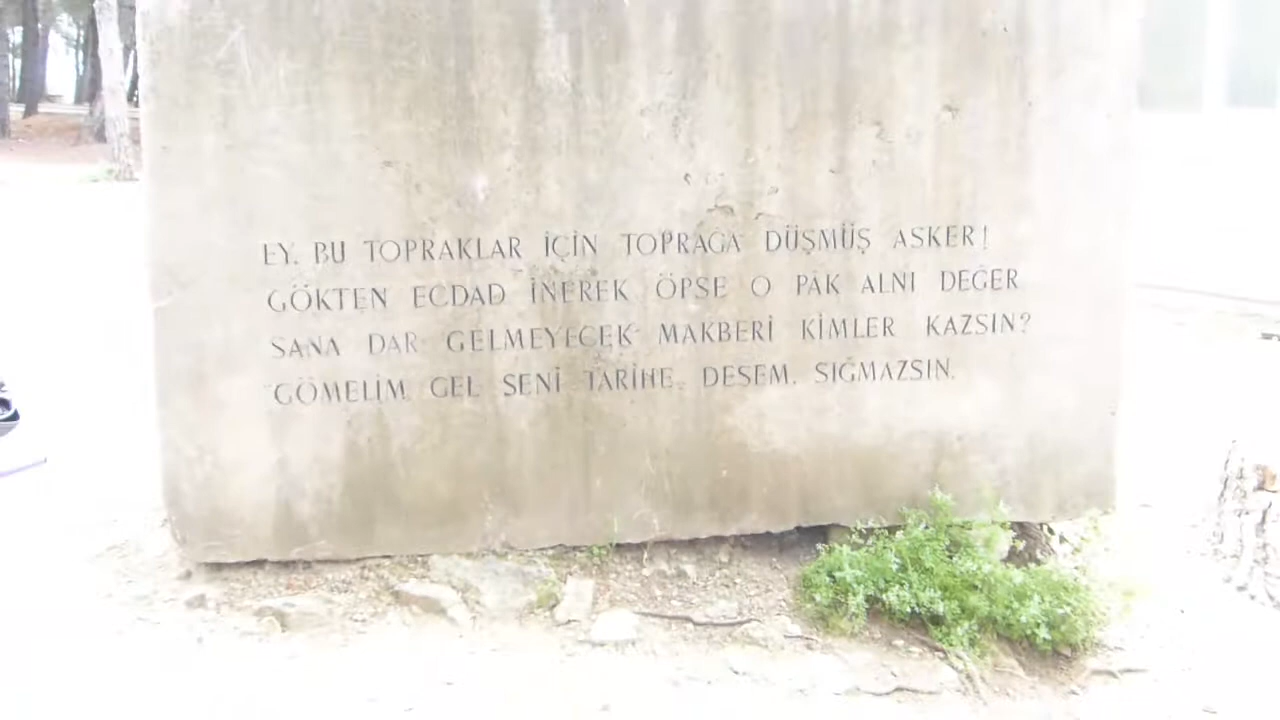 EY, BU TOPRAKLAR İÇİN TOPRAĞA DÜŞMÜŞ ASKER!
GÖKTEN ECDAD İNEREK ÖPSE O PÂK ALNI DEĞER
SANA DAR GELMEYECEK MAKBERİ KİMLER KAZSIN?
"GÖMELİM GEL SENİ TARİHE„ DESEM, SIĞMAZSIN.